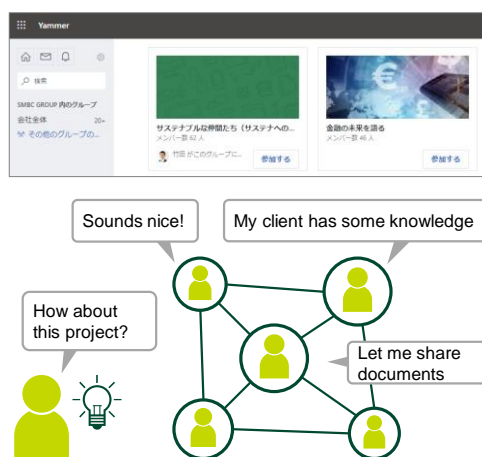 Yammer
検索
SMBC GROUP 内のグループ
会社全体 20+
その他のグループの...
サステナブルな仲間たち（サステナへの...
メンバー数 62 人
竹田 がこのグループに...
参加する
金融の未来を語る
メンバー数 46 人
参加する
Sounds nice!
My client has some knowledge
How about
this project?
Let me share
documents